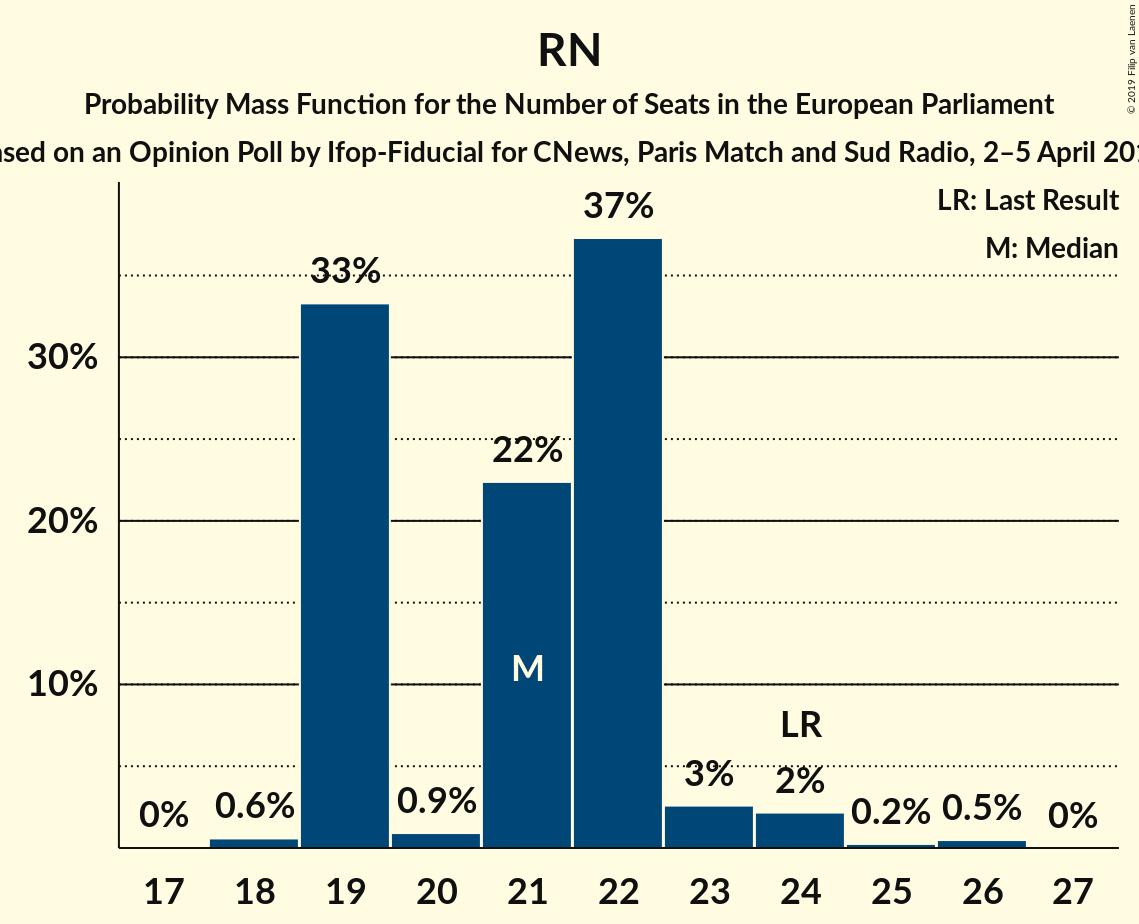 RN
Probability Mass Function for the Number of Seats in the European Parliament
on an Opinion Poll by Ifop-Fiducial for CNews, Paris Match and Sud Radio, 2–5 April
© 2019 Filip van Laenen
LR: Last Result
M: Median
37%
33%
30%
22%
20%
M
10%
LR
3%
2%
0%
0.6%
0.9%
0.2%
0.5%
0%
17 18 19 20 21 22 23 24 25 26 27